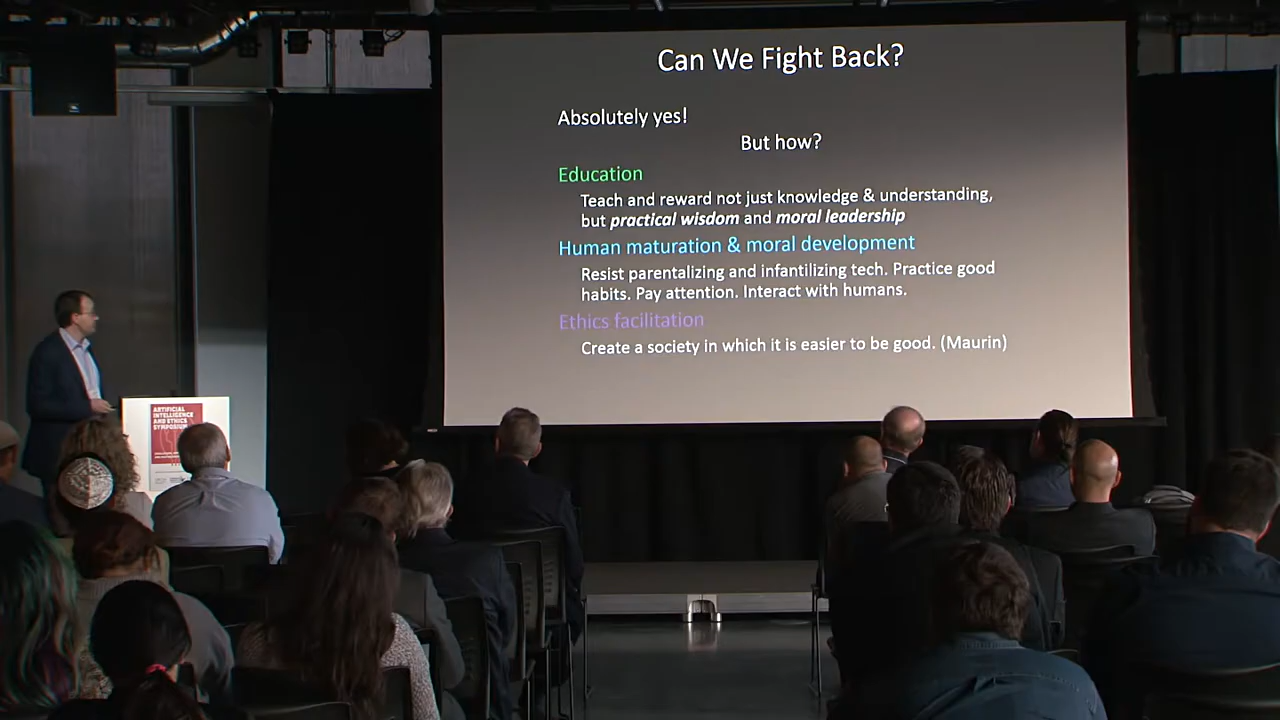 Can We Fight Back?
Absolutely yes!
But how?
Education
Teach and reward not just knowledge & understanding,
but practical wisdom and moral leadership
Human maturation & moral development
Resist parentalizing and infantilizing tech. Practice good
habits. Pay attention. Interact with humans.
Ethics facilitation
Create a society in which it is easier to be good. (Maurin)
ARTIFICIAL
INTELLIGENCE
AND ETHICS
SYMPOSIUM